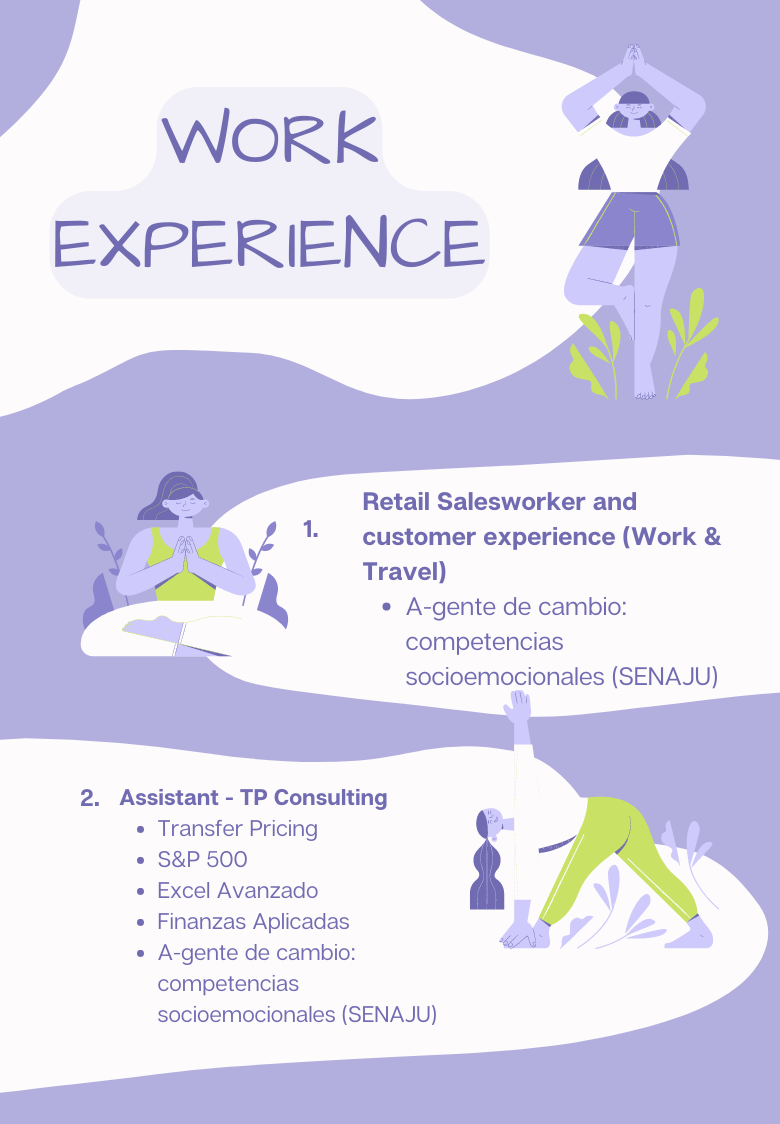 WORK
EXPERIENCE
1. Retail Salesworker and
customer experience (Work &
Travel)
• A-gente de cambio:
competencias
socioemocionales (SENAJU)
2. Assistant - TP Consulting
• Transfer Pricing
• S&P 500
• Excel Avanzado
• Finanzas Aplicadas
• A-gente de cambio:
competencias
socioemocionales (SENAJU)